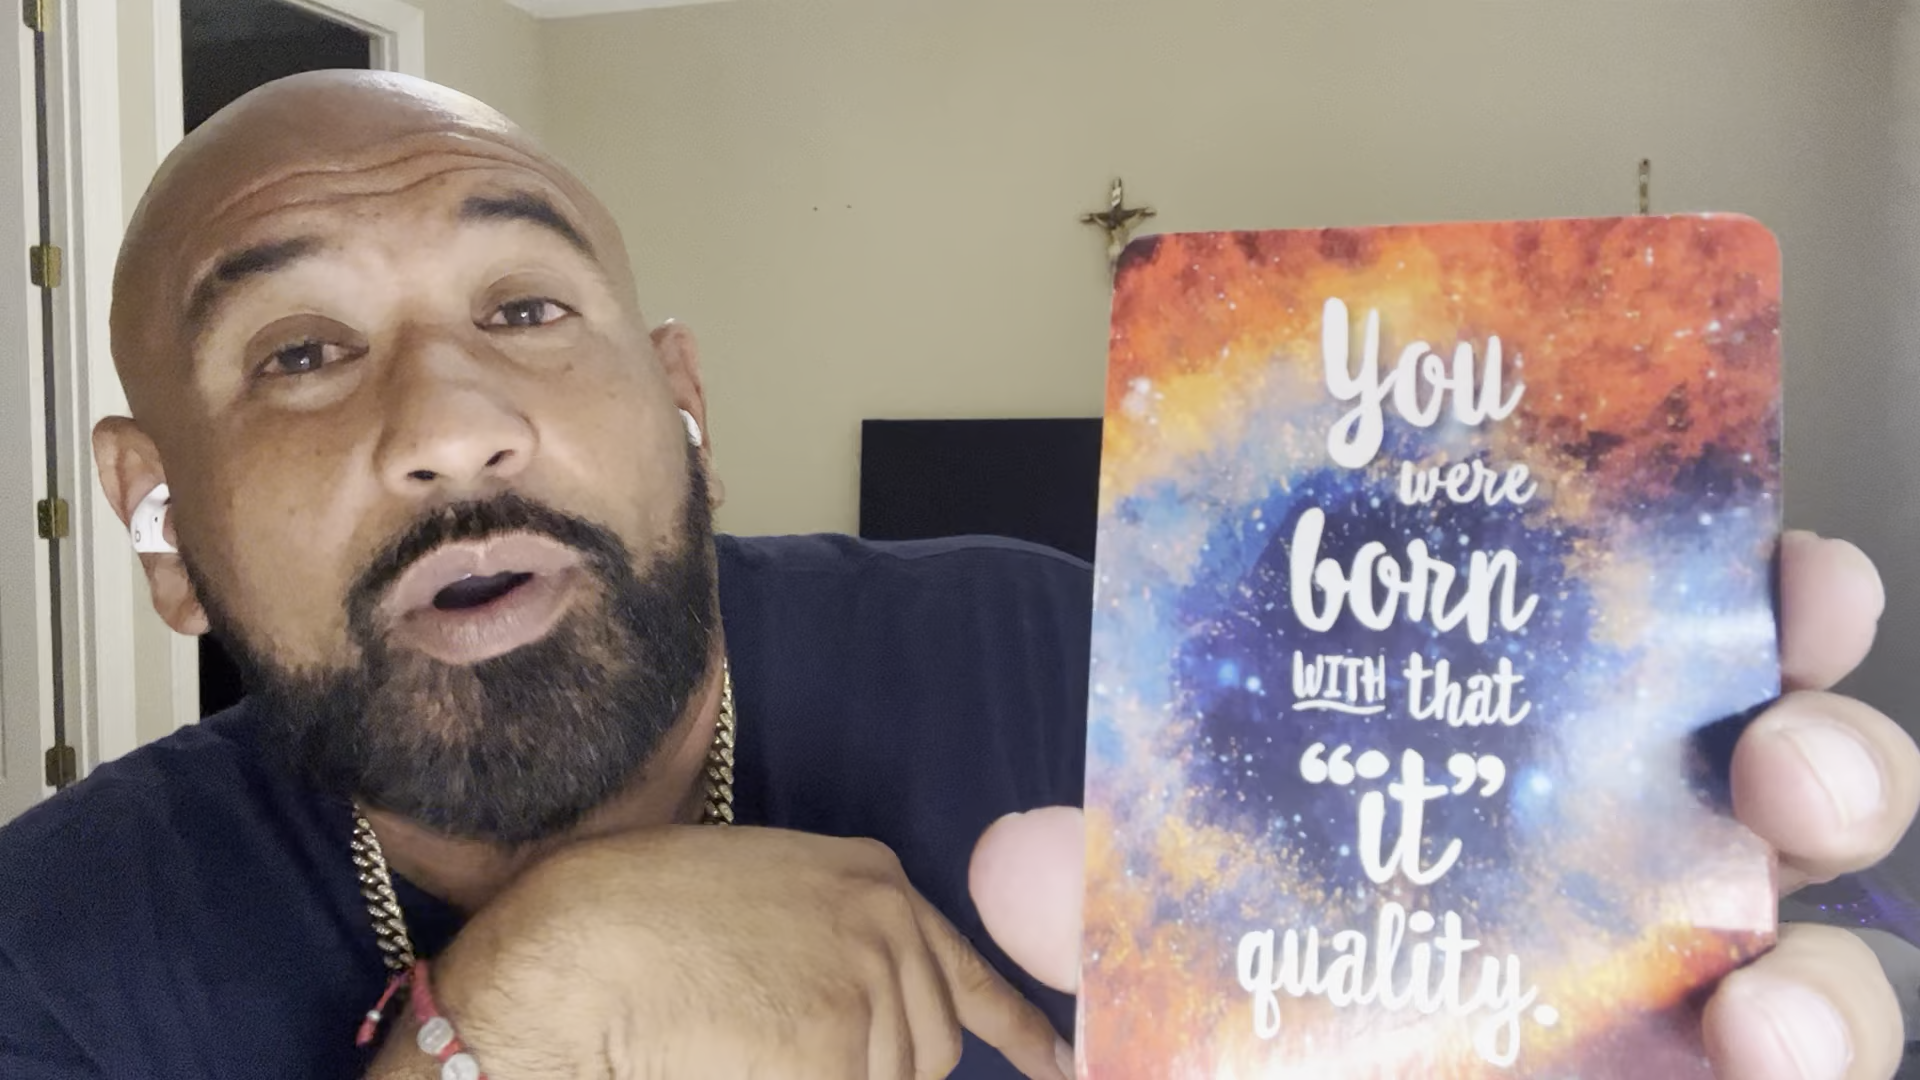 You
were
born
WITH that
“it”
quality.